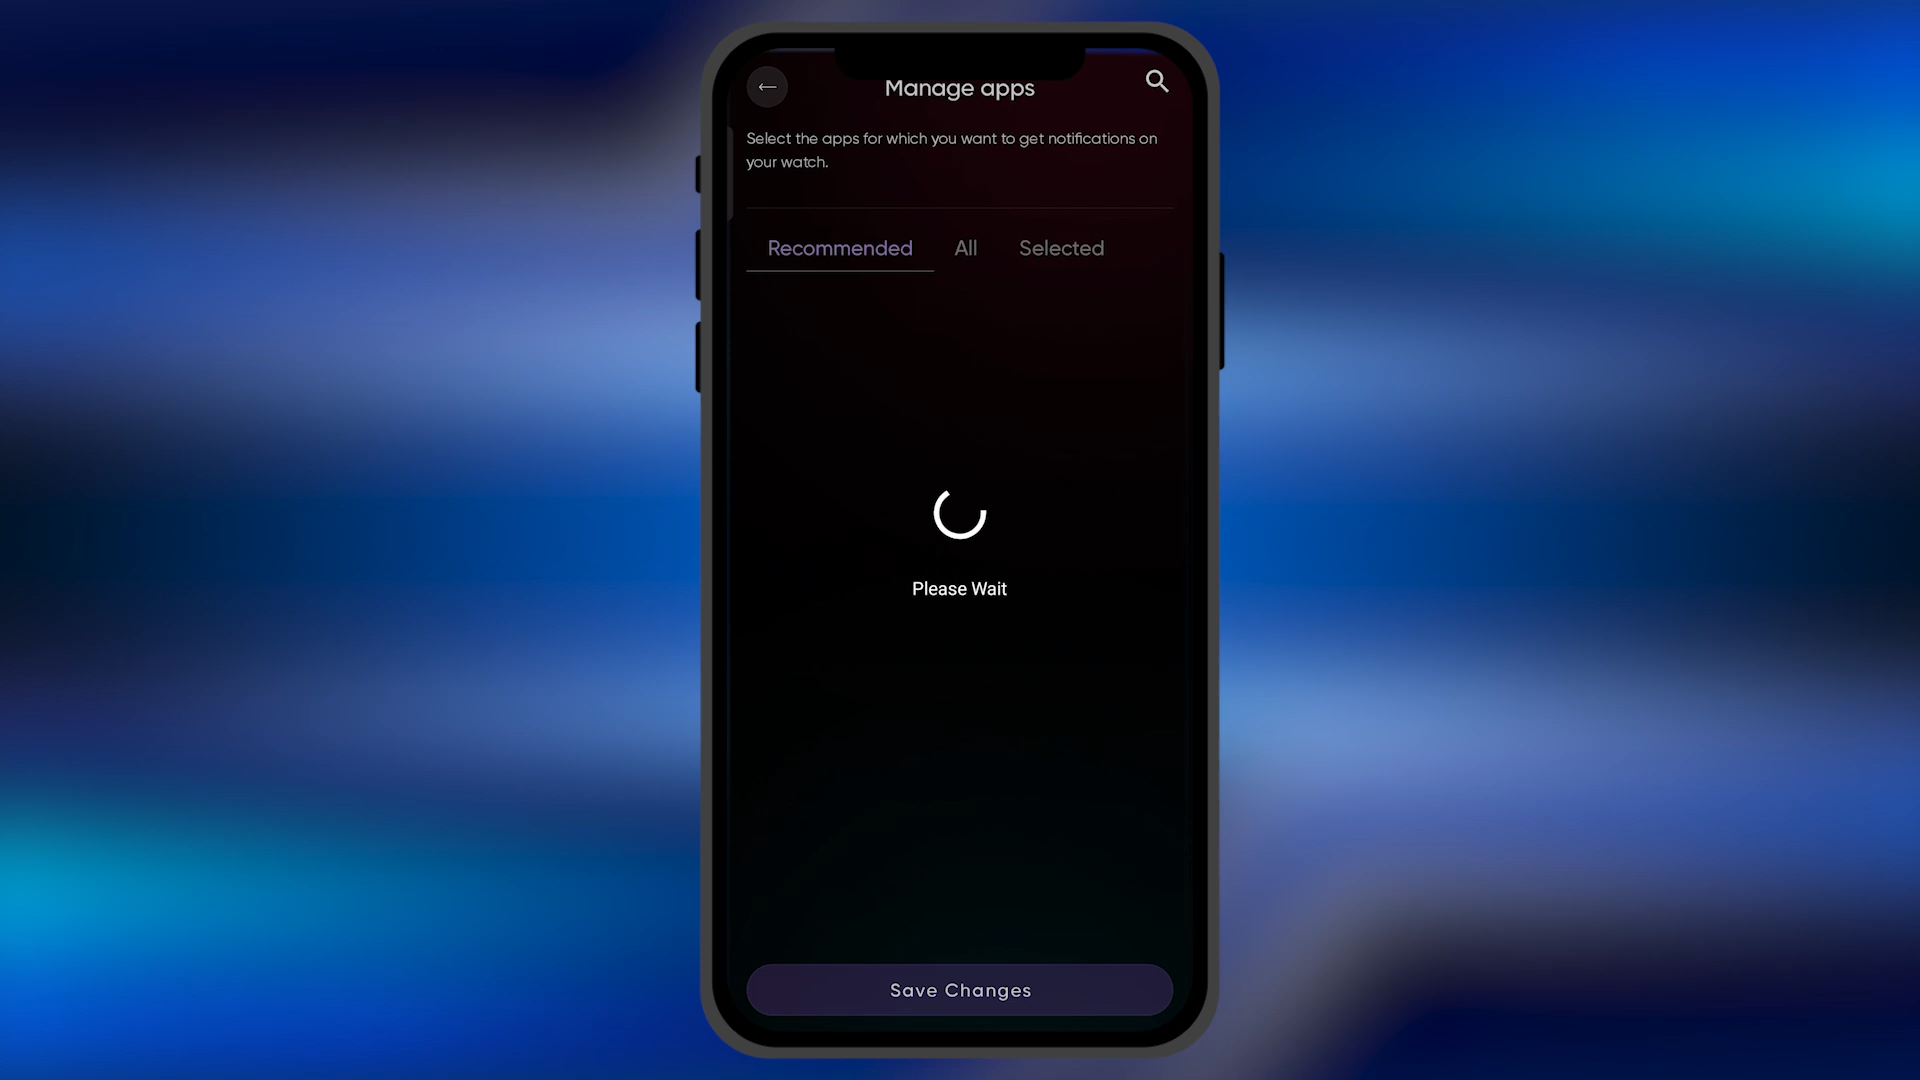 Manage apps
Select the apps for which you want to get notifications on
your watch.
Recommended All Selected
Please Wait
Save Changes